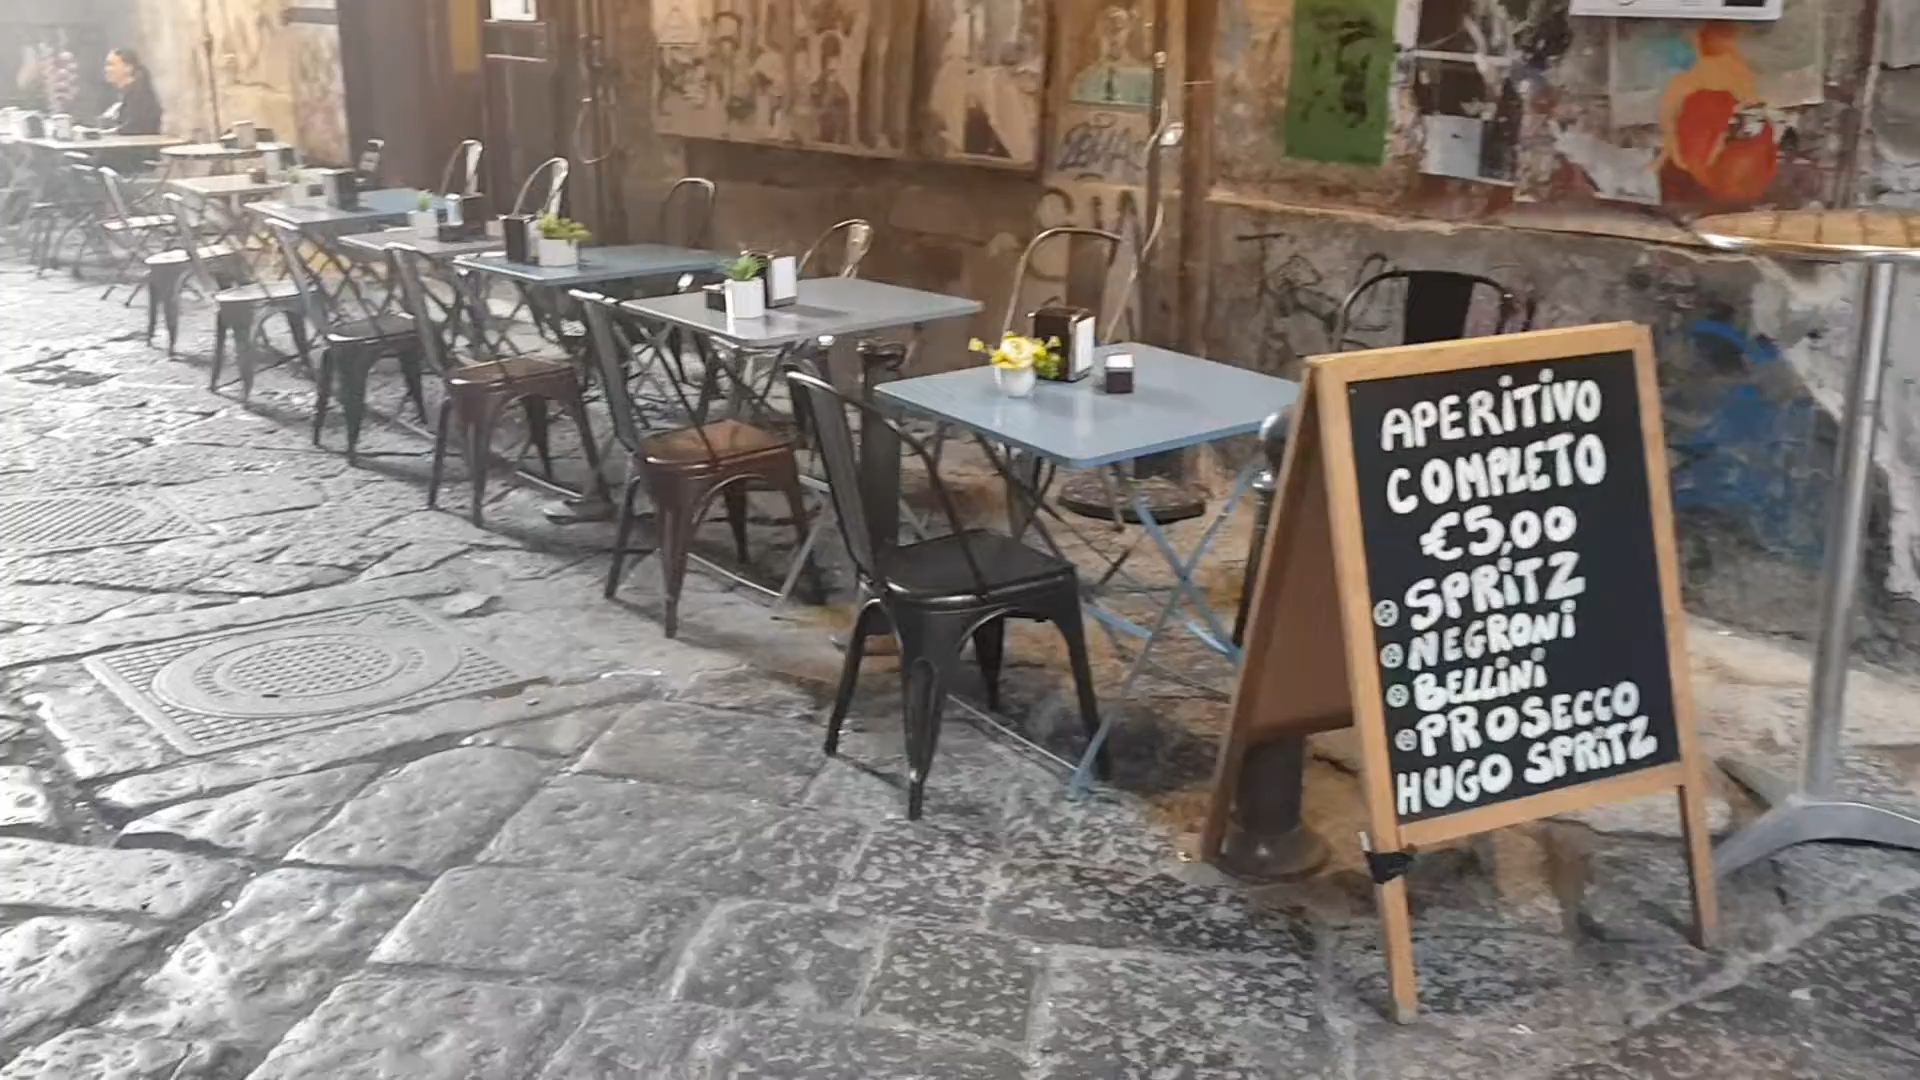 APERITIVO
COMPLETO
€5,00
SPRITZ
NEGRONI
BELLINI
PROSECCO
HUGO SPRITZ